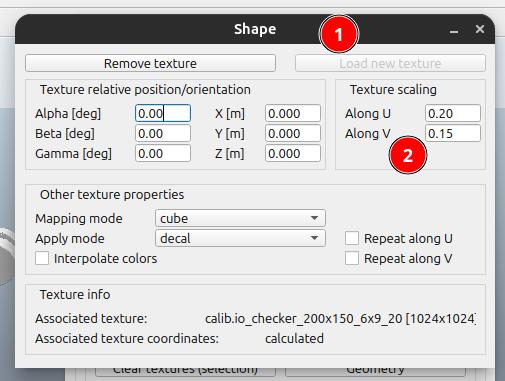 Shape
1
Remove texture
Load new texture
Texture relative position/orientation
Texture scaling
Alpha [deg] 0.00 X [m] 0.000
Along U 0.20
Beta [deg] 0.00 Y [m] 0.000
Along V 0.15
Gamma [deg] 0.00 Z [m] 0.000
2
Other texture properties
Mapping mode cube
Apply mode decal
Repeat along U
Interpolate colors
Repeat along V
Texture info
Associated texture: calib.io_checker_200x150_6x9_20 [1024x1024]
Associated texture coordinates: calculated
Clear textures (selection) Geometry